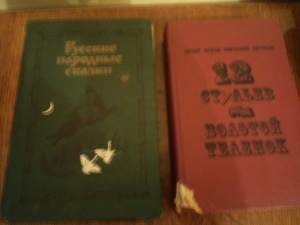 Русские
народные
сказки
12
СТУЛЬЕВ
ЗОЛОТОЙ
ТЕЛЕНОК